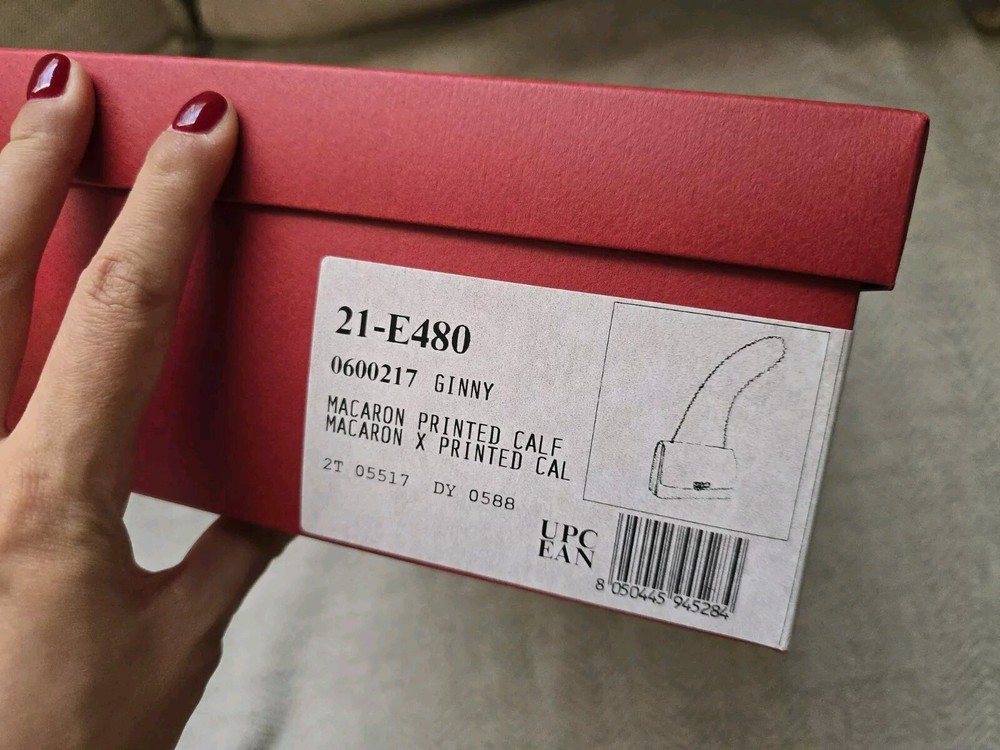 21-E480
0600217 GINNY
MACARON PRINTED CALF
MACARON X PRINTED CAL
2T 05517 DY 0588
UPC
EAN
8 050445 945284